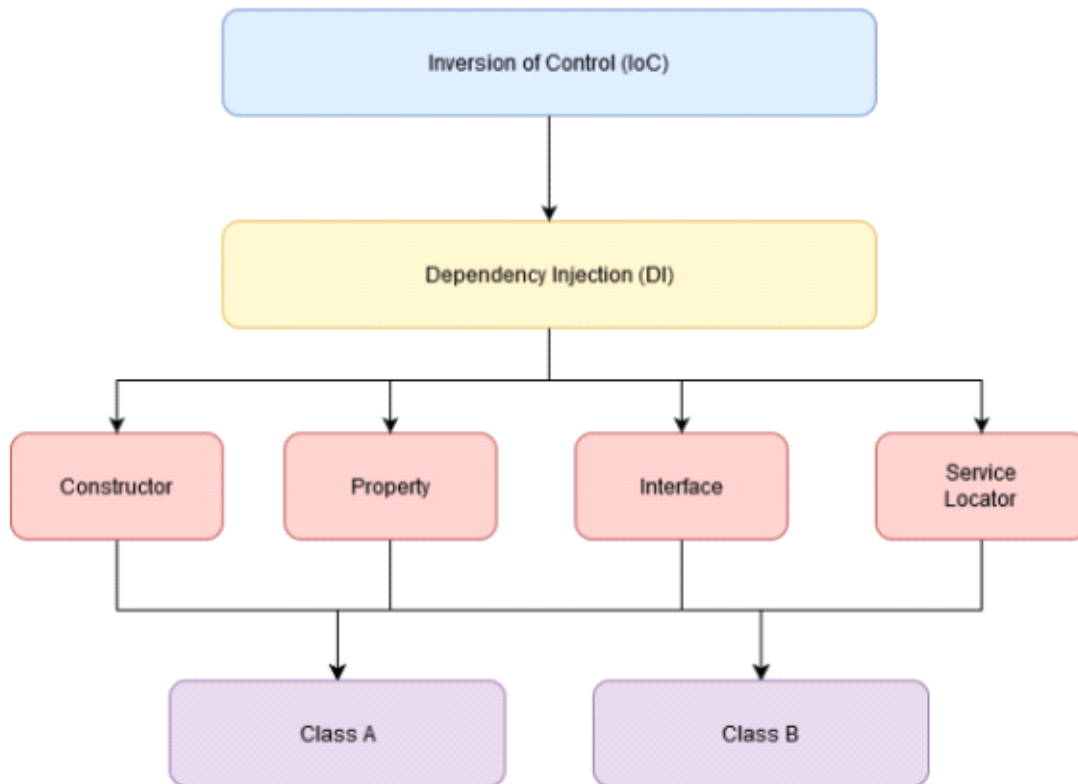 Inversion of Control (IoC)
Dependency Injection (DI)
Constructor
Property
Interface
Service
Locator
Class A
Class B